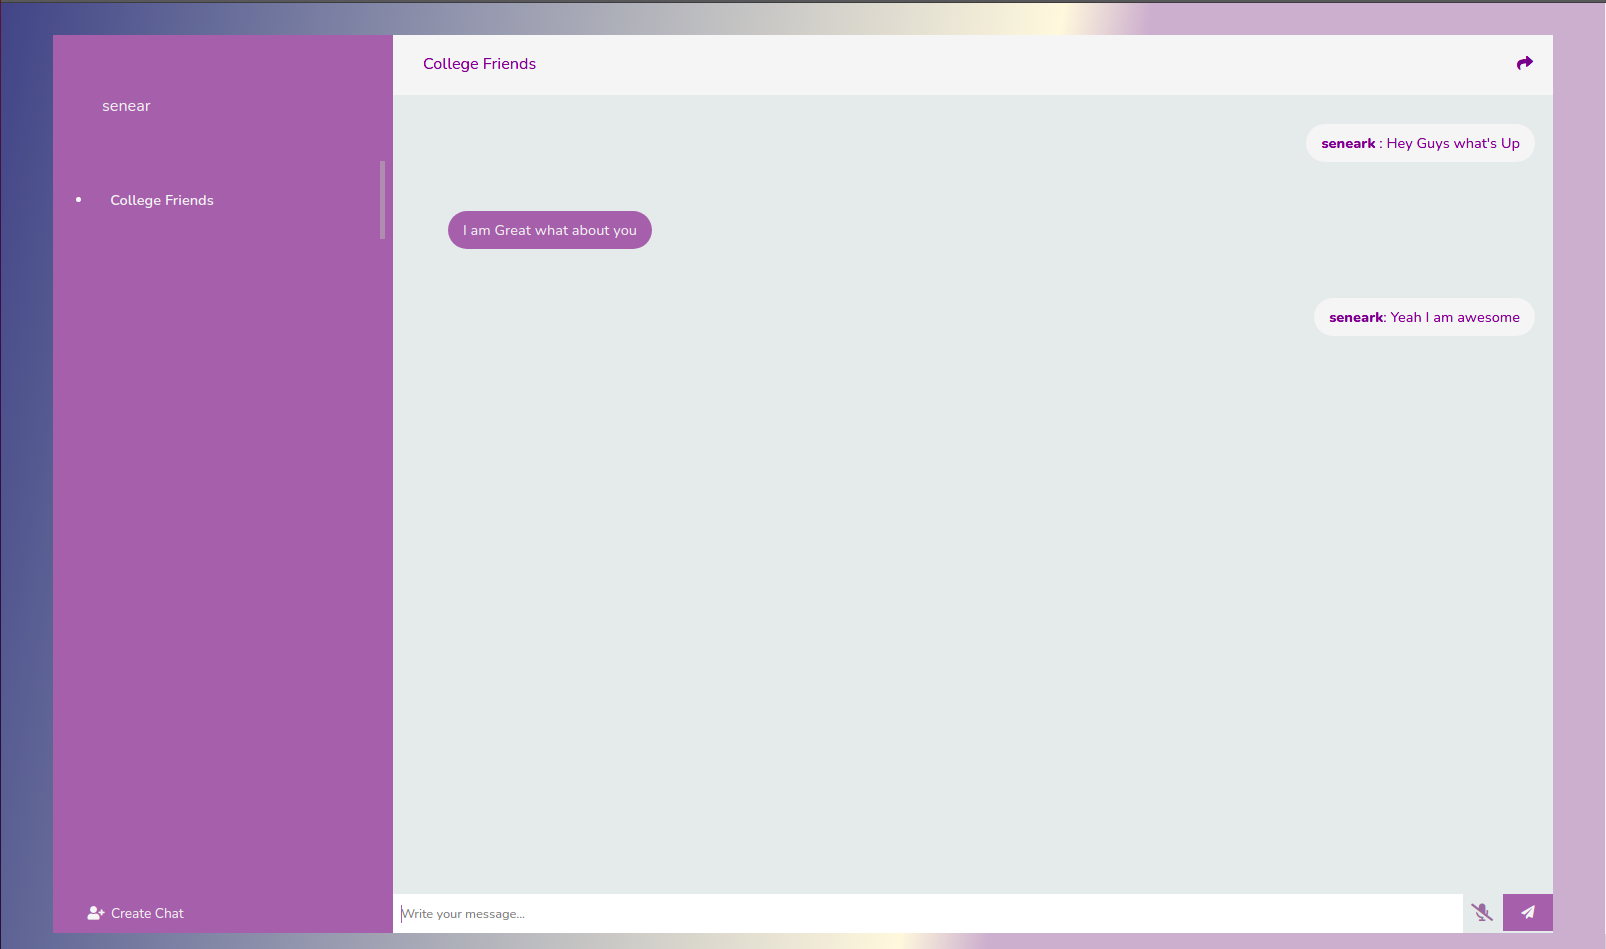 senear
College Friends
Create Chat
College Friends
seneark : Hey Guys what's Up
I am Great what about you
seneark: Yeah I am awesome
Write your message...